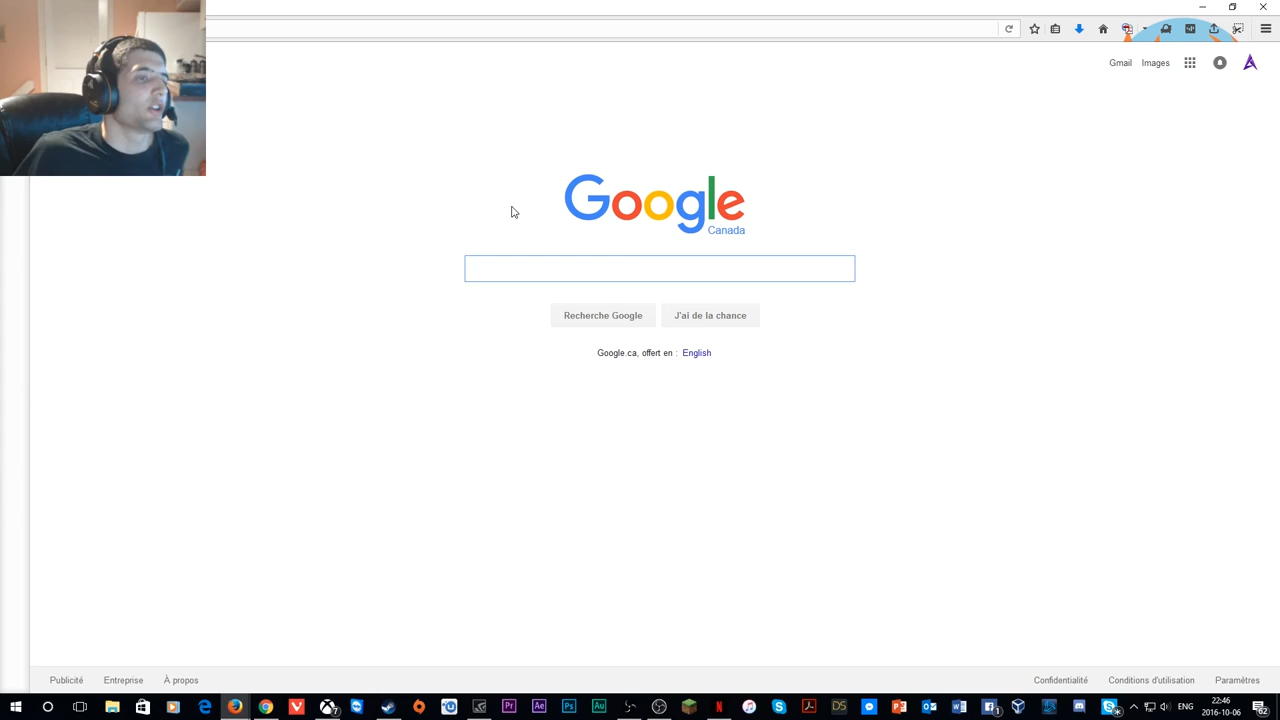 Gmail Images
Google
Canada
Recherche Google J'ai de la chance
Google.ca, offert en : English
Publicité Entreprise À propos Confidentialité Conditions d'utilisation Paramètres
ENG 22:46
2016-10-06 62